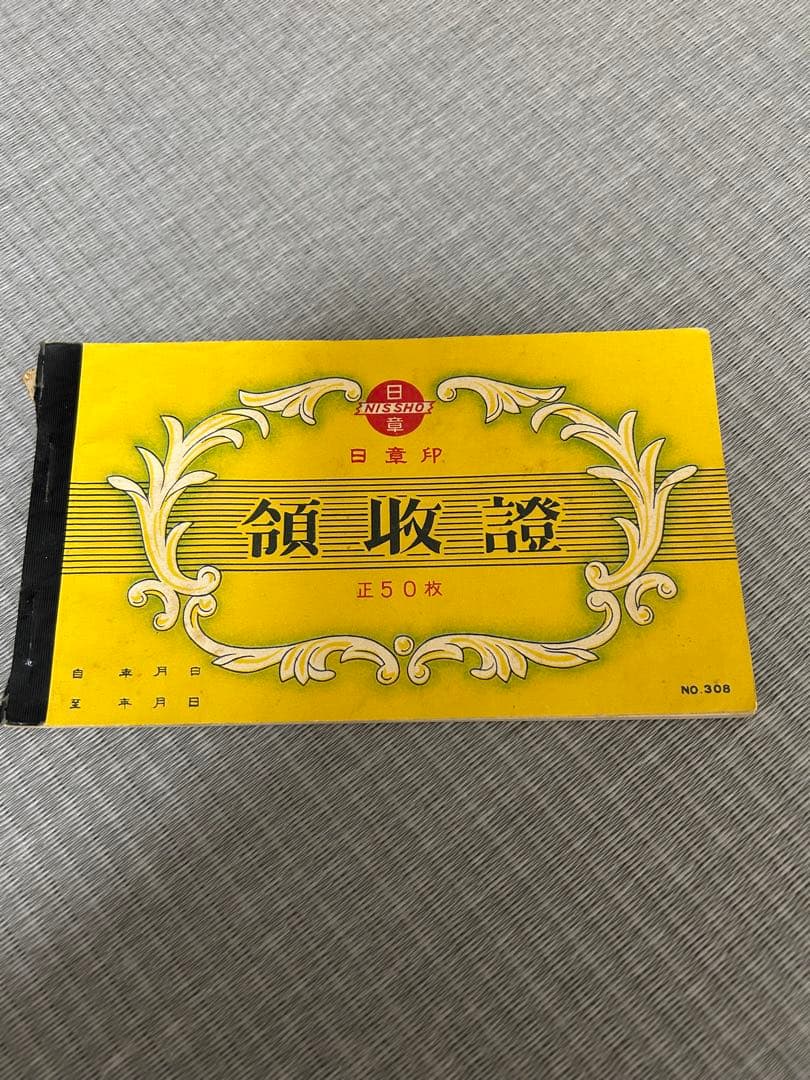 日
NISSHO
章
日章印
領收證
正50枚
自 年 月 日
至 年 月 日
NO.308